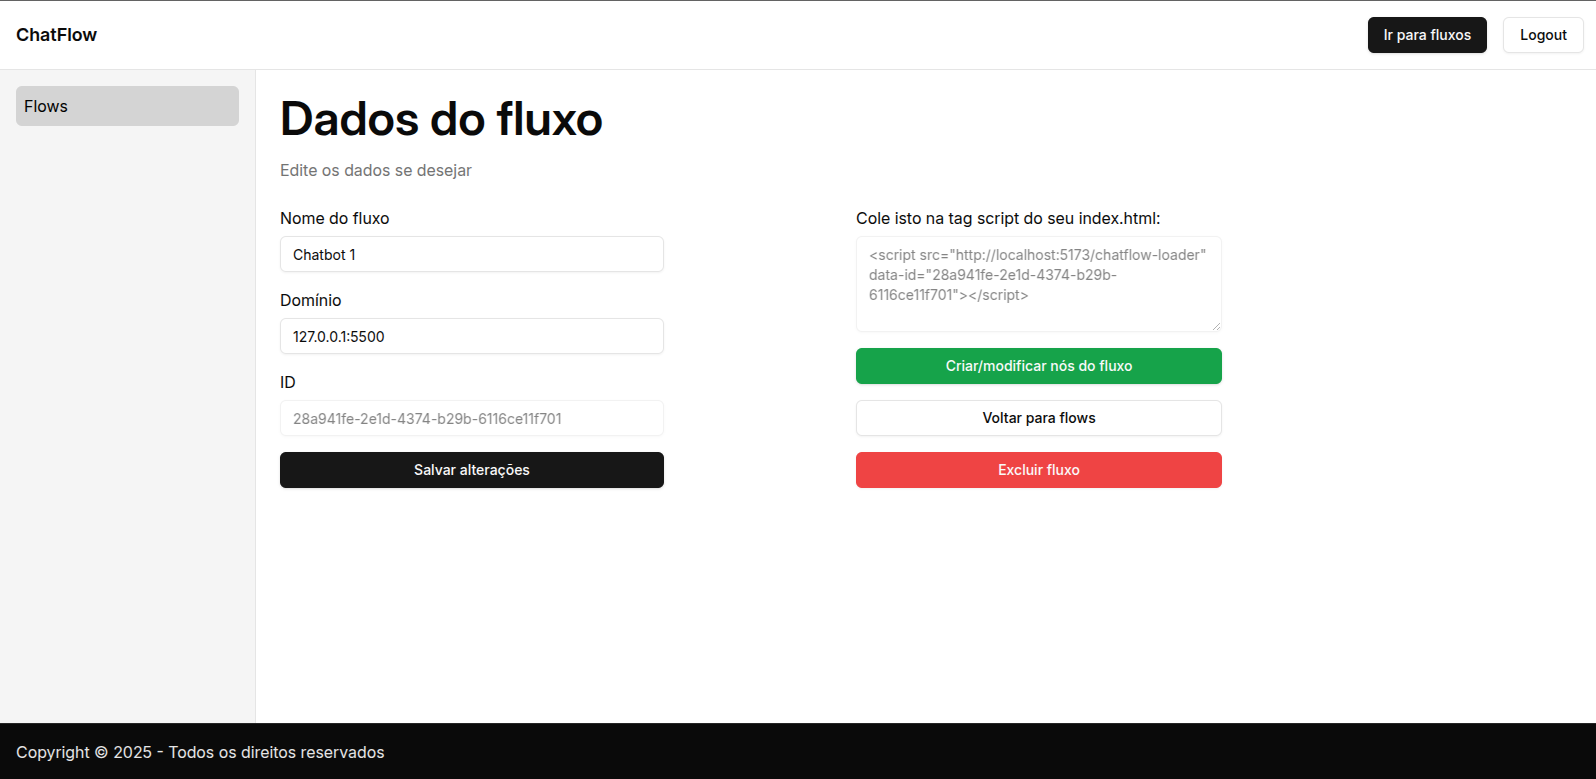 ChatFlow
Ir para fluxos
Logout
Flows
Dados do fluxo
Edite os dados se desejar
Nome do fluxo
Chatbot 1
Domínio
127.0.0.1:5500
ID
28a941fe-2e1d-4374-b29b-6116ce11f701
Salvar alterações
Cole isto na tag script do seu index.html:
<script src="http://localhost:5173/chatflow-loader"
data-id="28a941fe-2e1d-4374-b29b-
6116ce11f701"></script>
Criar/modificar nós do fluxo
Voltar para flows
Excluir fluxo
Copyright © 2025 - Todos os direitos reservados